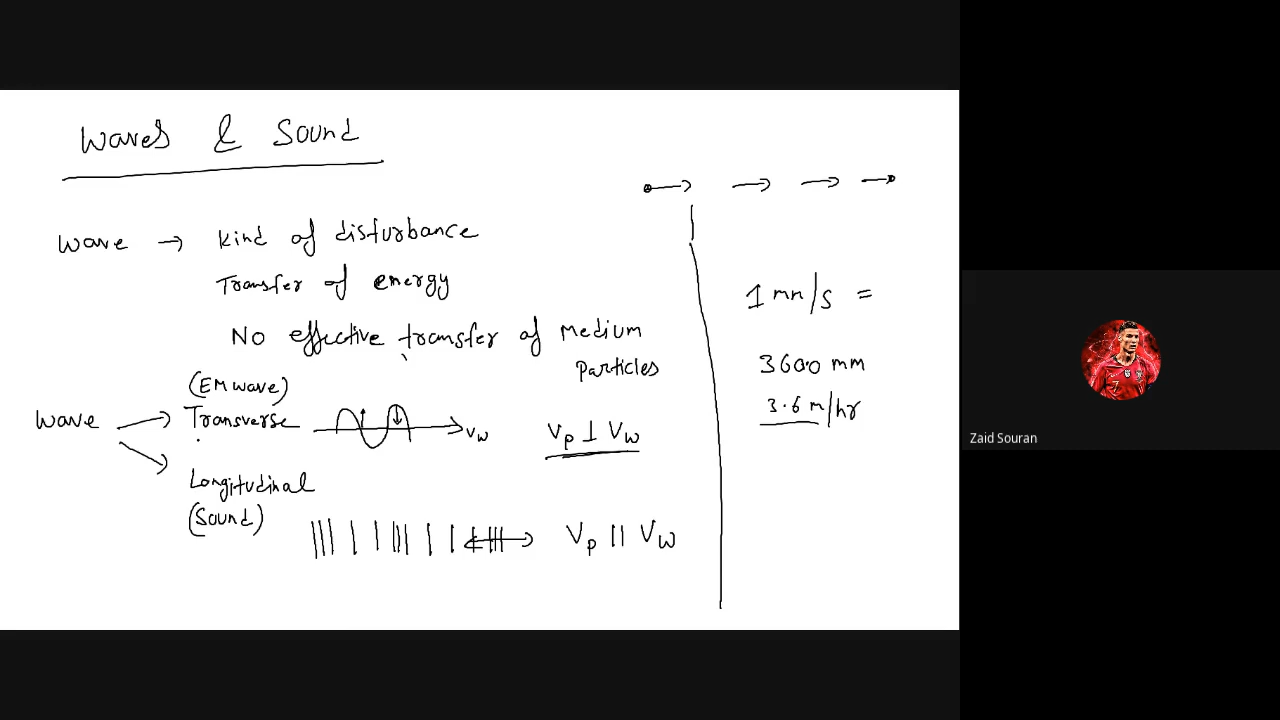 Waves & Sound
Wave → Kind of disturbance
Transfer of energy
No effective transfer of medium
Particles
(EM wave)
Wave → Transverse
Vw
Vp ⊥ Vw
Longitudinal
(Sound)
Vp || Vw
1 mm/s =
3600 mm
3.6 m/hr
Zaid Souran